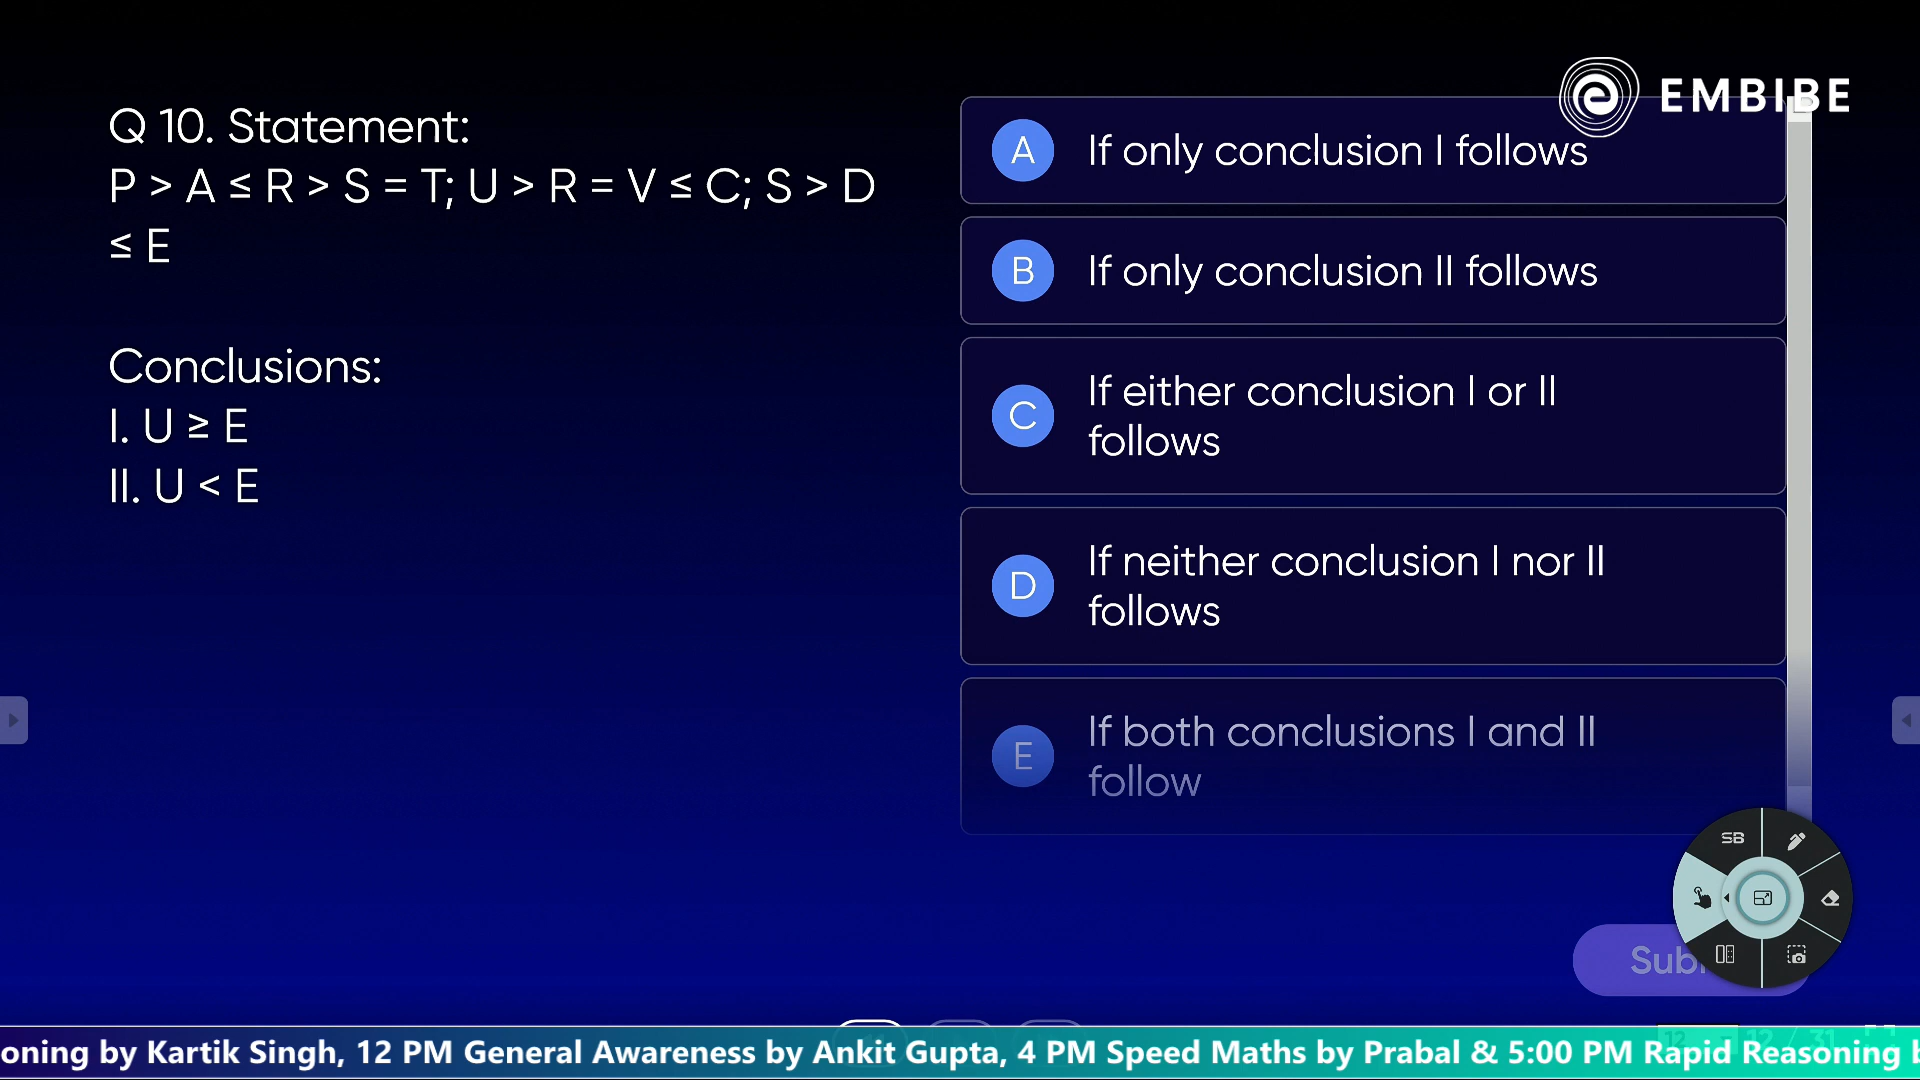 EMBIBE
Q 10. Statement:
P > A ≤ R > S = T; U > R = V ≤ C; S > D
≤ E
Conclusions:
I. U ≥ E
II. U < E
A If only conclusion I follows
B If only conclusion II follows
C If either conclusion I or II
follows
D If neither conclusion I nor II
follows
E If both conclusions I and II
follow
SB
oning by Kartik Singh, 12 PM General Awareness by Ankit Gupta, 4 PM Speed Maths by Prabal & 5:00 PM Rapid Reasoning b